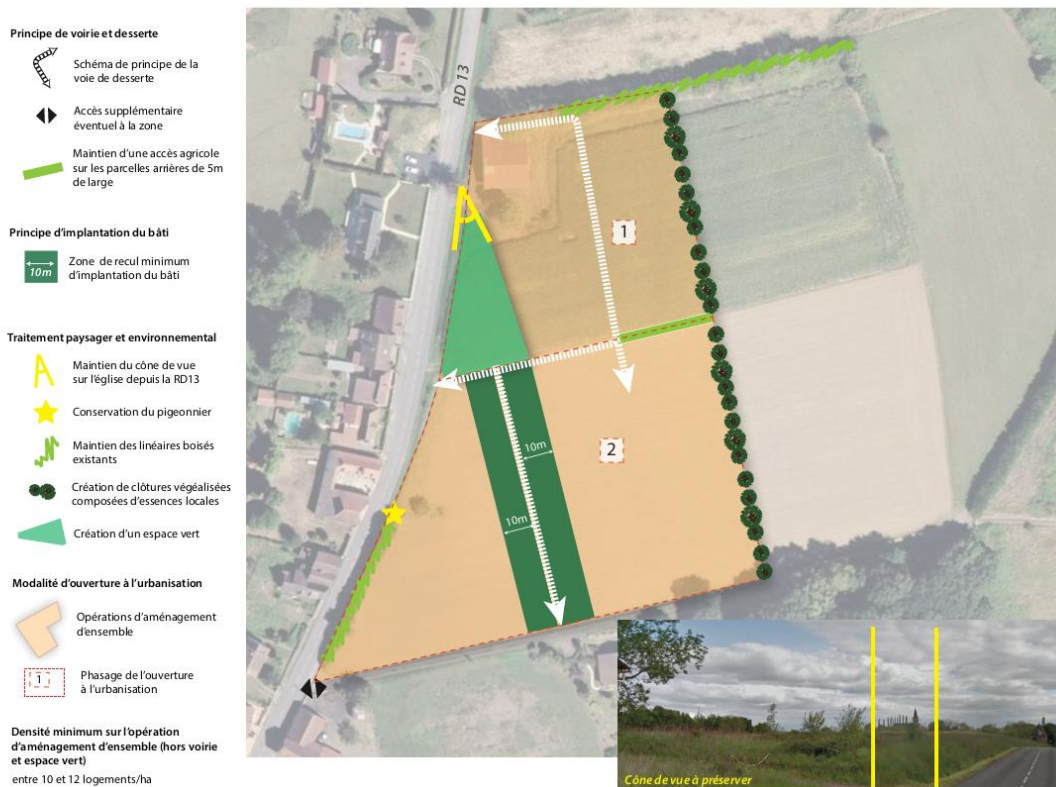 Principe de voirie et desserte
Schéma de principe de la
voie de desserte
Accès supplémentaire
éventuel à la zone
Maintien d'une accès agricole
sur les parcelles arrières de 5m
de large
Principe d'implantation du bâti
10m
Zone de recul minimum
d'implantation du bâti
Traitement paysager et environnemental
Maintien du cône de vue
sur l'église depuis la RD13
Conservation du pigeonnier
Maintien des linéaires boisés
existants
Création de clôtures végéalisées
composées d'essences locales
Création d'un espace vert
Modalité d'ouverture à l'urbanisation
Opérations d'aménagement
d'ensemble
1
Phasage de l'ouverture
à l'urbanisation
Densité minimum sur l'opération
d'aménagement d'ensemble (hors voirie
et espace vert)
entre 10 et 12 logements/ha
RD 13
1
2
10m
10m
Cône de vue à préserver